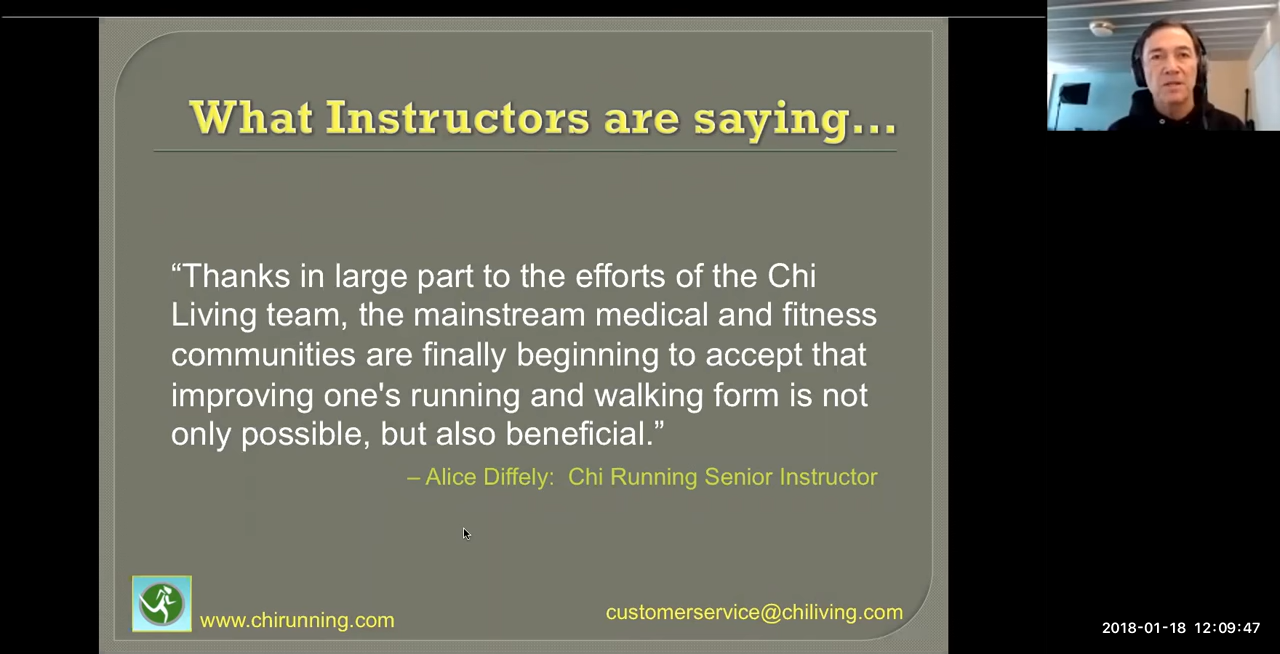 What Instructors are saying...
“Thanks in large part to the efforts of the Chi
Living team, the mainstream medical and fitness
communities are finally beginning to accept that
improving one's running and walking form is not
only possible, but also beneficial.”
– Alice Diffely:  Chi Running Senior Instructor
www.chirunning.com
customerservice@chiliving.com
2018-01-18 12:09:47